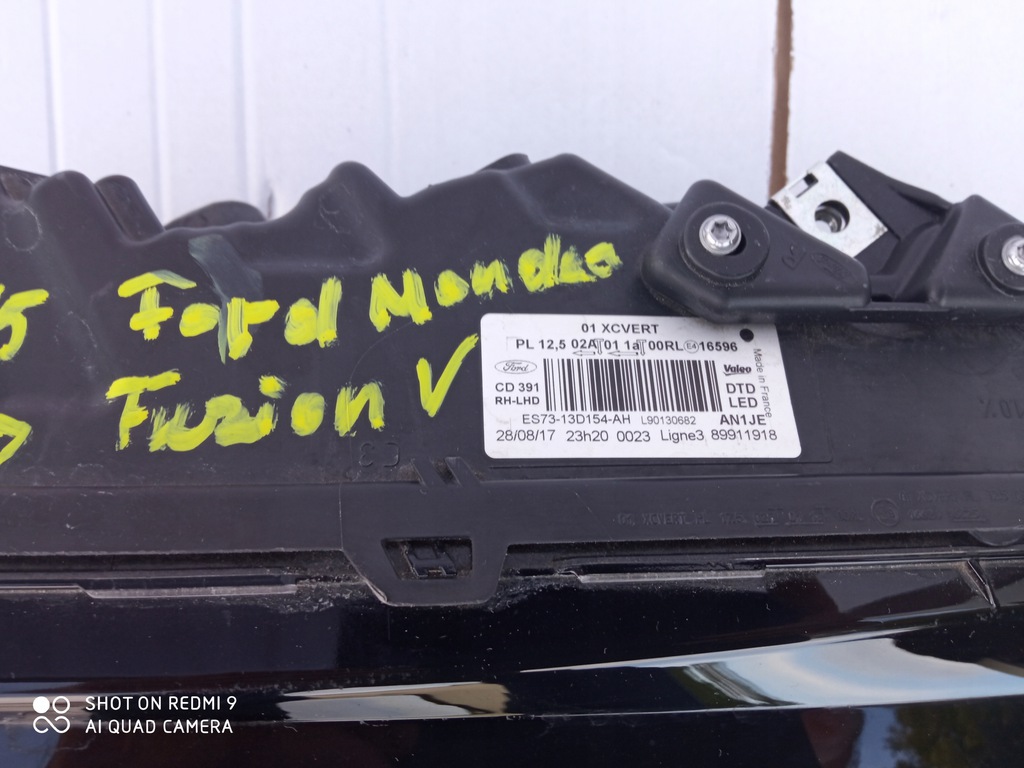 5 Ford Mondeo
Fusion V
01 XCVERT
PL 12,5 02A 01 1a 00RL E4 16596
Ford
Valeo
CD 391
RH-LHD
DTD
LED
Made in France
ES73-13D154-AH L90130682 AN1JE
28/08/17 23h20 0023 Ligne3 89911918
SHOT ON REDMI 9
AI QUAD CAMERA